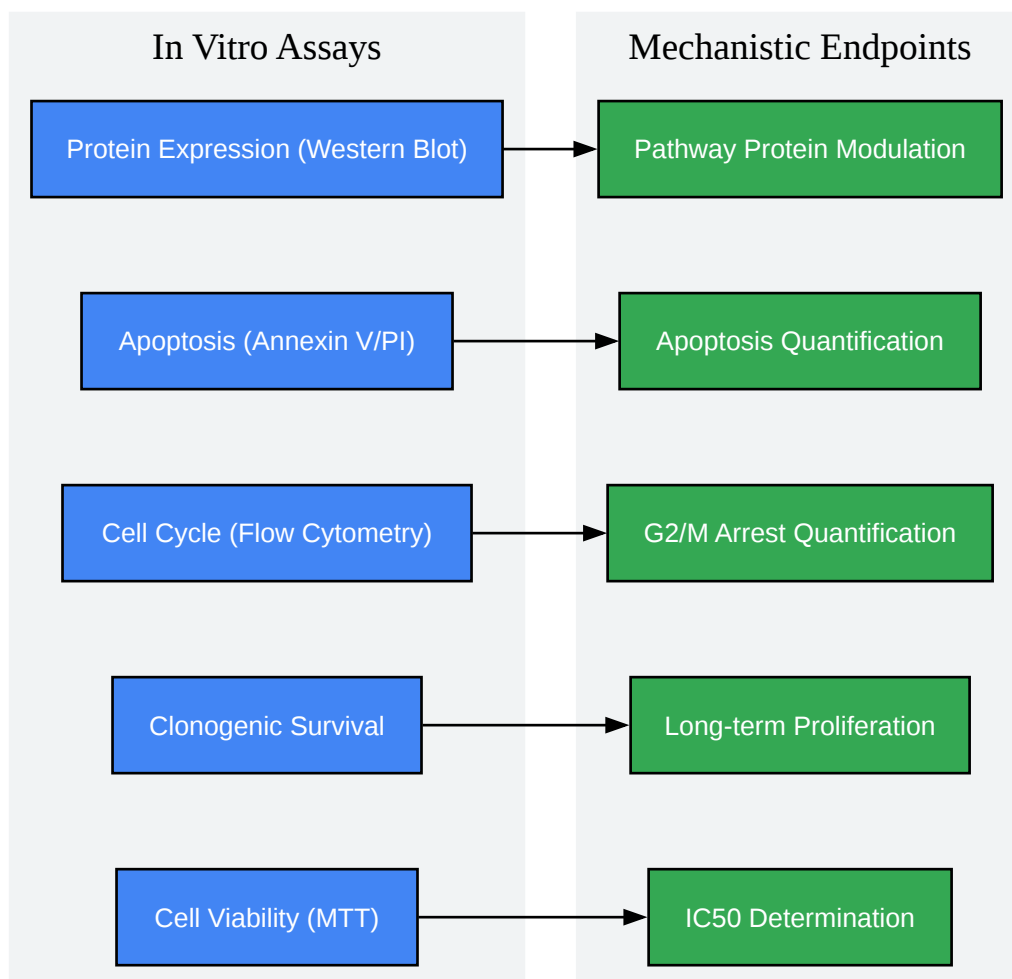 In Vitro Assays
Mechanistic Endpoints
Protein Expression (Western Blot)
Pathway Protein Modulation
Apoptosis (Annexin V/PI)
Apoptosis Quantification
Cell Cycle (Flow Cytometry)
G2/M Arrest Quantification
Clonogenic Survival
Long-term Proliferation
Cell Viability (MTT)
IC50 Determination